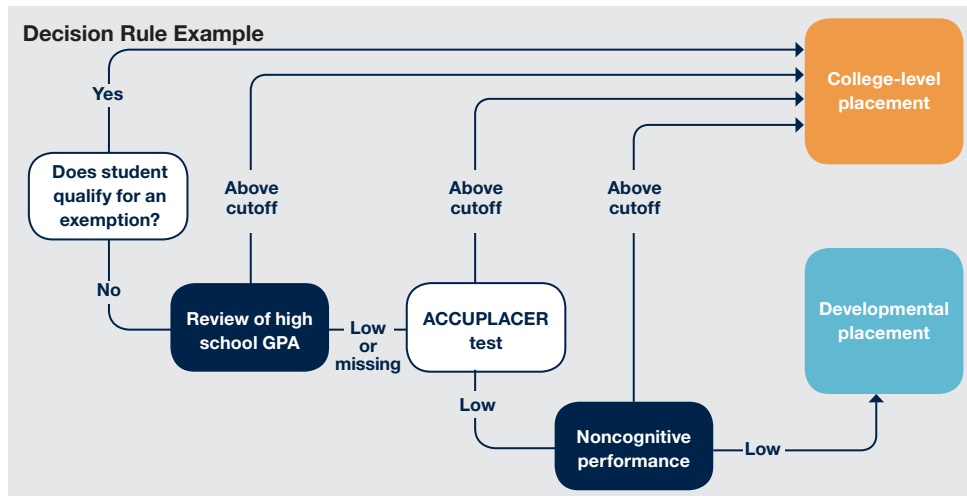 Decision Rule Example
Yes
College-level
placement
Does student
qualify for an
exemption?
Above
cutoff
Above
cutoff
Above
cutoff
No
Review of high
school GPA
Low
or
missing
ACCUPLACER
test
Developmental
placement
Low
Noncognitive
performance
Low